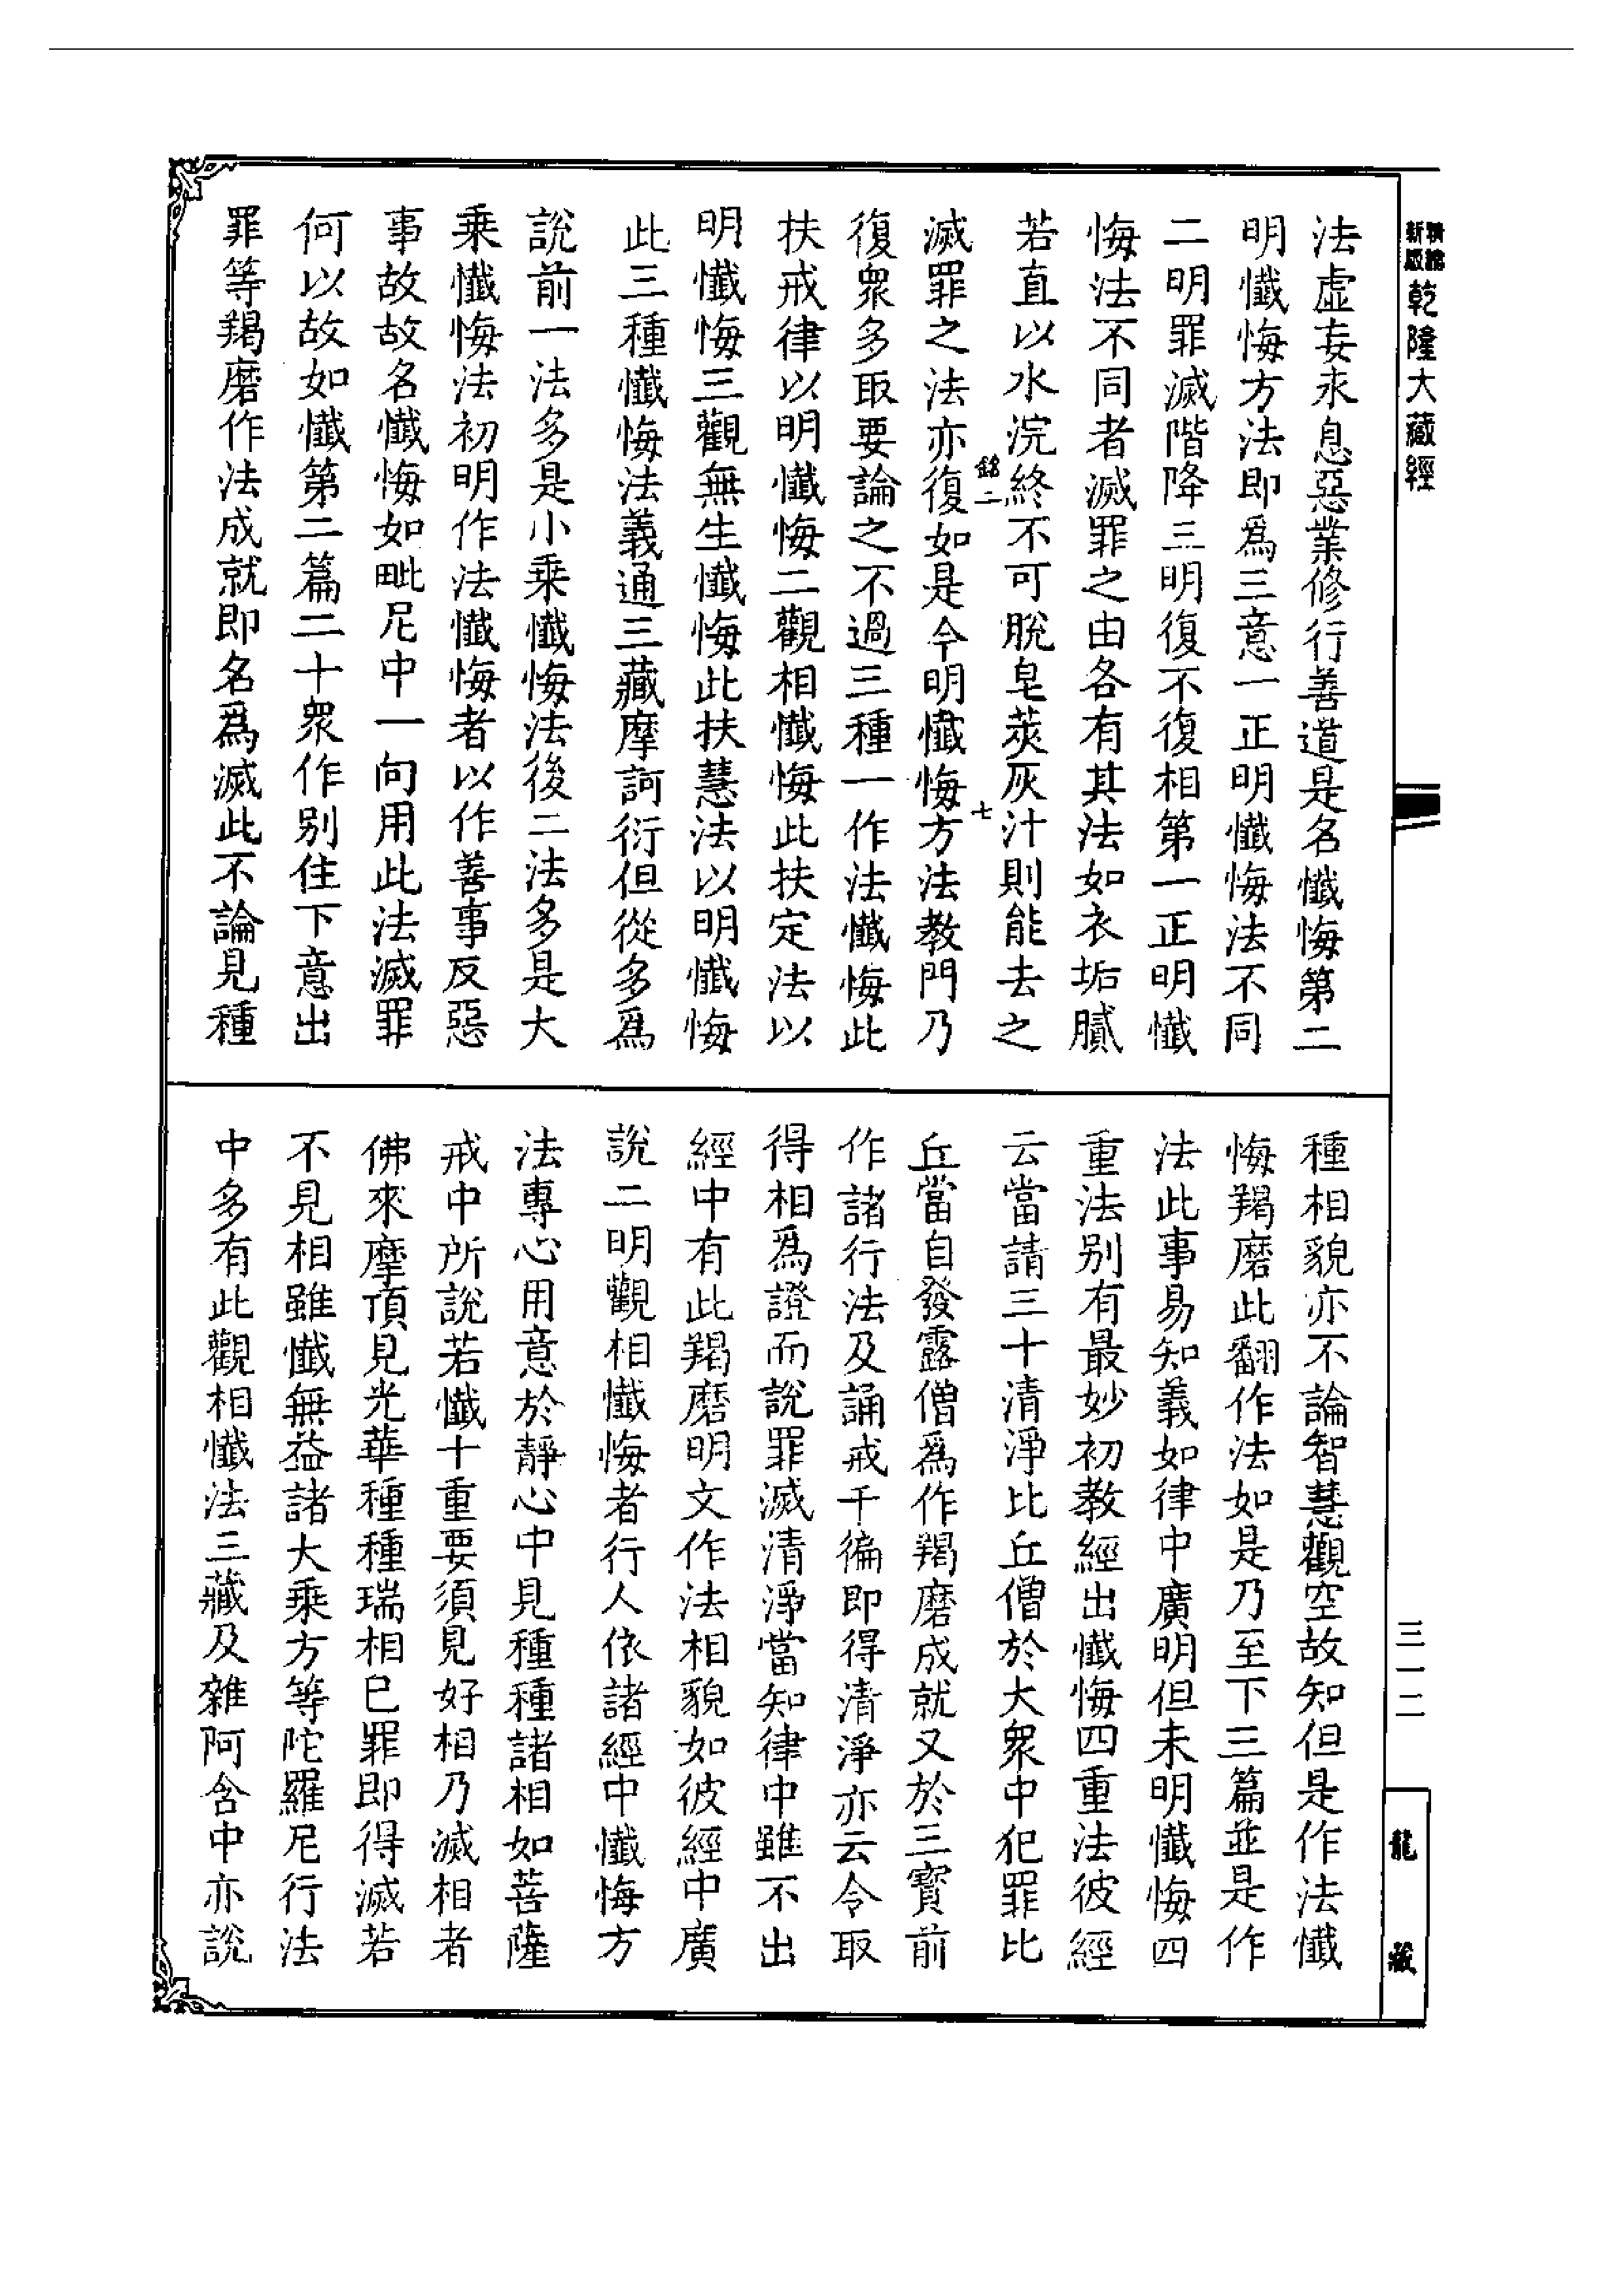 乾隆大藏經
法虛妄永息惡業修行善道是名懺悔第二
明懺悔方法即爲三意一正明懺悔法不同
二明罪滅階降三明復不復相第一正明懺
悔法不同者滅罪之由各有其法如衣垢膩
若直以水浣終不可脫皂莢灰汁則能去之
銘二
七
滅罪之法亦復如是今明懺悔方法教門乃
復衆多取要論之不過三種一作法懺悔此
扶戒律以明懺悔二觀相懺悔此扶定法以
明懺悔三觀無生懺悔此扶慧法以明懺悔
此三種懺悔法義通三藏摩訶衍但從多爲
說前一法多是小乘懺悔法後二法多是大
乘懺悔法初明作法懺悔者以作善事反惡
事故故名懺悔如毗尼中一向用此法滅罪
何以故如懺第二篇二十衆作別住下意出
罪等羯磨作法成就即名爲滅此不論見種
種相貌亦不論智慧觀空故知但是作法懺
悔羯磨此翻作法如是乃至下三篇並是作
法此事易知義如律中廣明但未明懺悔四
重法別有最妙初教經出懺悔四重法彼經
云當請三十清淨比丘僧於大衆中犯罪比
丘當自發露僧爲作羯磨成就又於三寳前
作諸行法及誦戒千徧即得清淨亦云令取
得相爲證而說罪滅清淨當知律中雖不出
經中有此羯磨明文作法相貌如彼經中廣
說二明觀相懺悔者行人依諸經中懺悔方
法專心用意於靜心中見種種諸相如菩薩
戒中所說若懺十重要須見好相乃滅相者
佛來摩頂見光華種種瑞相已罪即得滅若
不見相雖懺無益諸大乘方等陀羅尼行法
中多有此觀相懺法三藏及雜阿含中亦說
三一二
龍藏